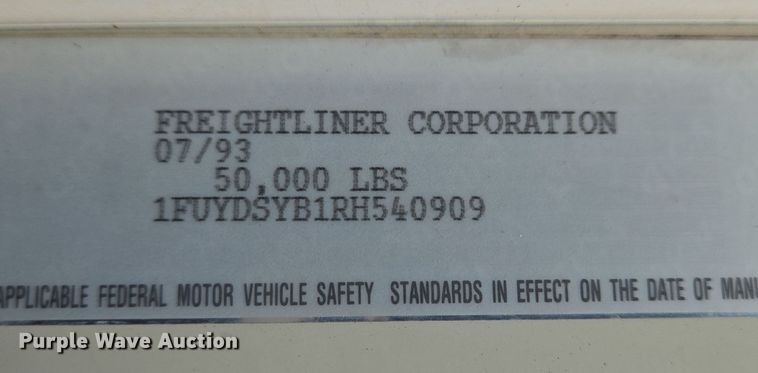 FREIGHTLINER CORPORATION
07/93
50,000 LBS
1FUYDSYB1RH540909
APPLICABLE FEDERAL MOTOR VEHICLE SAFETY STANDARDS IN EFFECT ON THE DATE OF MANU
Purple Wave Auction